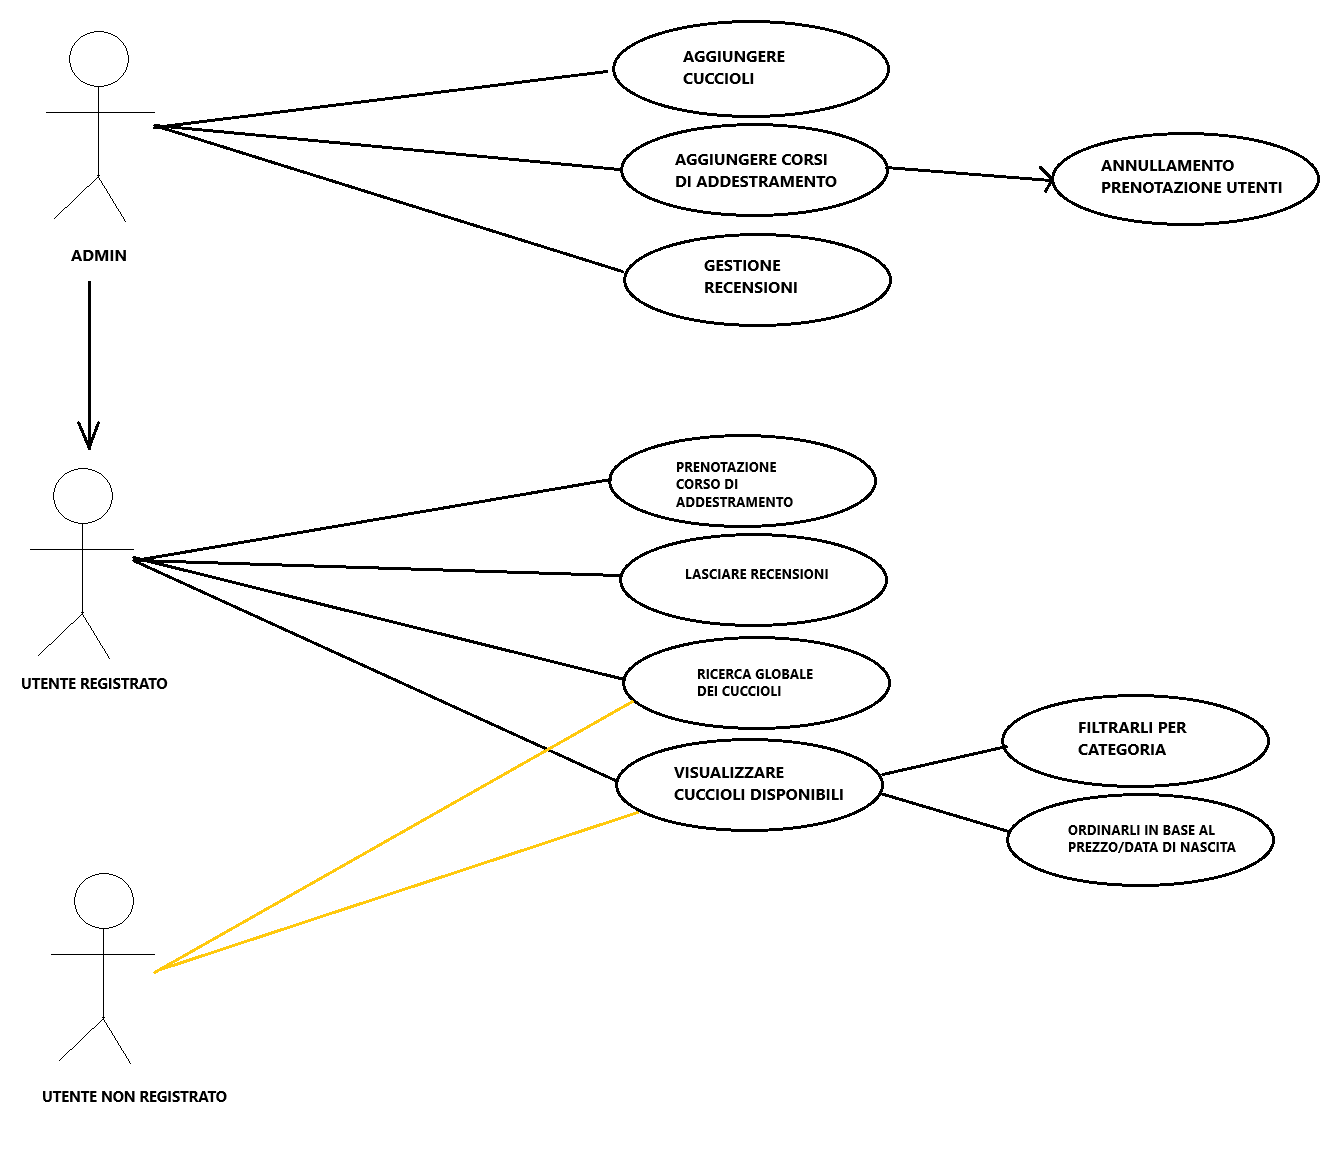 AGGIUNGERE
CUCCIOLI
AGGIUNGERE CORSI
DI ADDESTRAMENTO
ANNULLAMENTO
PRENOTAZIONE UTENTI
GESTIONE
RECENSIONI
ADMIN
PRENOTAZIONE
CORSO DI
ADDESTRAMENTO
LASCIARE RECENSIONI
RICERCA GLOBALE
DEI CUCCIOLI
UTENTE REGISTRATO
VISUALIZZARE
CUCCIOLI DISPONIBILI
FILTRARLI PER
CATEGORIA
ORDINARLI IN BASE AL
PREZZO/DATA DI NASCITA
UTENTE NON REGISTRATO